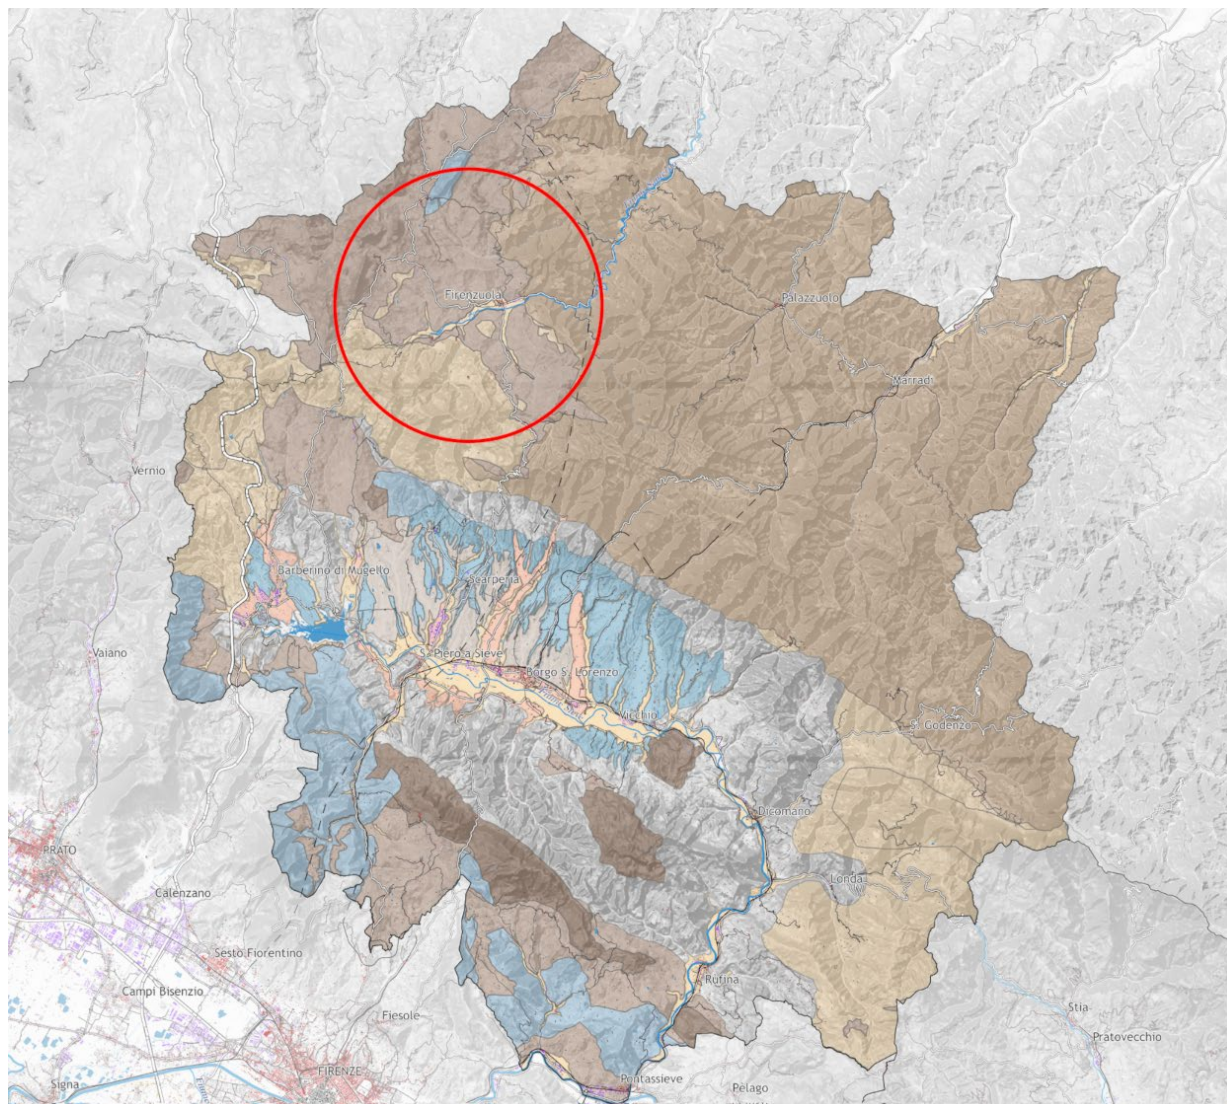 Firenzuola
Palazzuolo
Marradi
Vernio
Barberino di Mugello
Scarperia
Vaiano
S. Piero a Sieve
Borgo S. Lorenzo
Vicchio
S. Godenzo
Dicomano
PRATO
Londa
Calenzano
Sesto Fiorentino
Rufina
Campi Bisenzio
Fiesole
Stia
Pratovecchio
FIRENZE
Signa
Pontassieve
Pelago